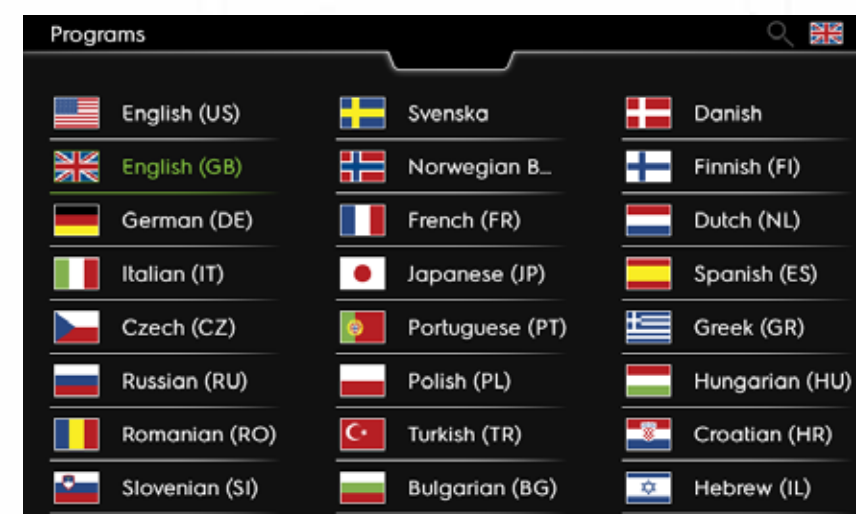 Programs
English (US)
Svenska
Danish
English (GB)
Norwegian B...
Finnish (FI)
German (DE)
French (FR)
Dutch (NL)
Italian (IT)
Japanese (JP)
Spanish (ES)
Czech (CZ)
Portuguese (PT)
Greek (GR)
Russian (RU)
Polish (PL)
Hungarian (HU)
Romanian (RO)
Turkish (TR)
Croatian (HR)
Slovenian (SI)
Bulgarian (BG)
Hebrew (IL)